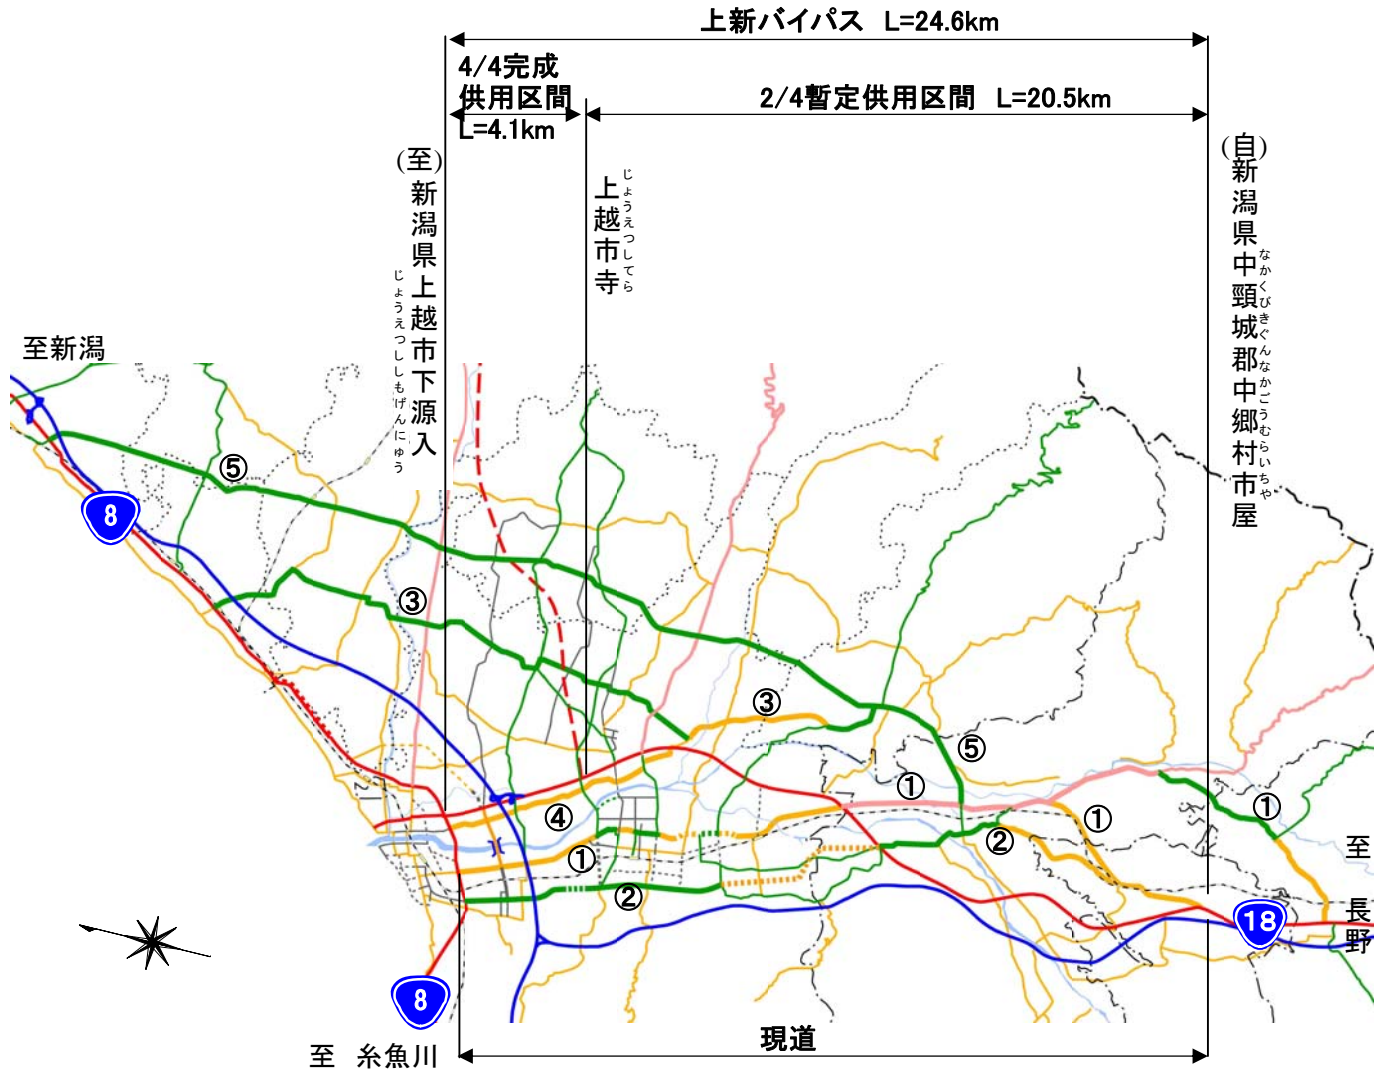 上新バイパス L=24.6km
4/4完成
供用区間
L=4.1km
2/4暫定供用区間 L=20.5km
(至)
新潟県上越市下源入
じょうえつししもげんにゅう
上越市寺
じょうえつしてら
(自)
新潟県中頸城郡中郷村市屋
なかくびきぐんなかごうむらいちや
至新潟
⑤
8
③
③
⑤
①
①
①
④
②
①
②
至長野
18
8
至 糸魚川
現道